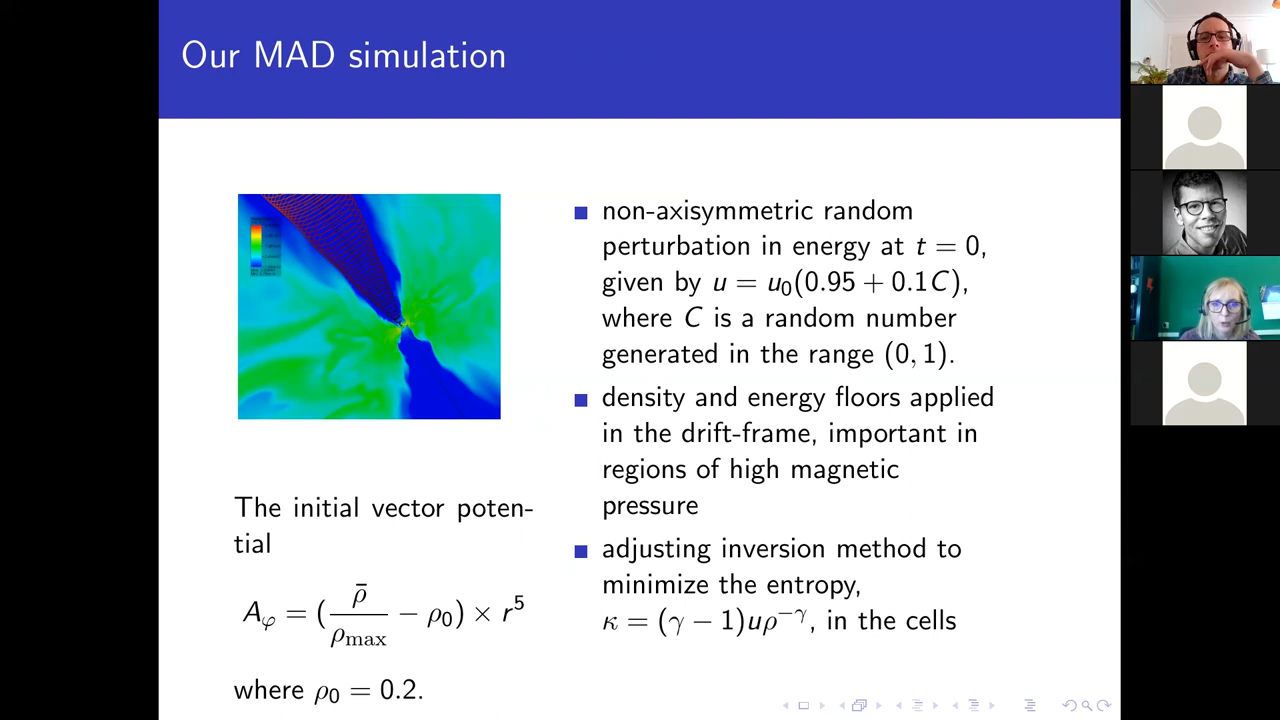 Our MAD simulation
The initial vector poten-
tial
Aφ = (ρ̄/ρmax − ρ0) × r⁵
where ρ0 = 0.2.
non-axisymmetric random
perturbation in energy at t = 0,
given by u = u0(0.95 + 0.1C),
where C is a random number
generated in the range (0, 1).
density and energy floors applied
in the drift-frame, important in
regions of high magnetic
pressure
adjusting inversion method to
minimize the entropy,
κ = (γ − 1)uρ^−γ, in the cells